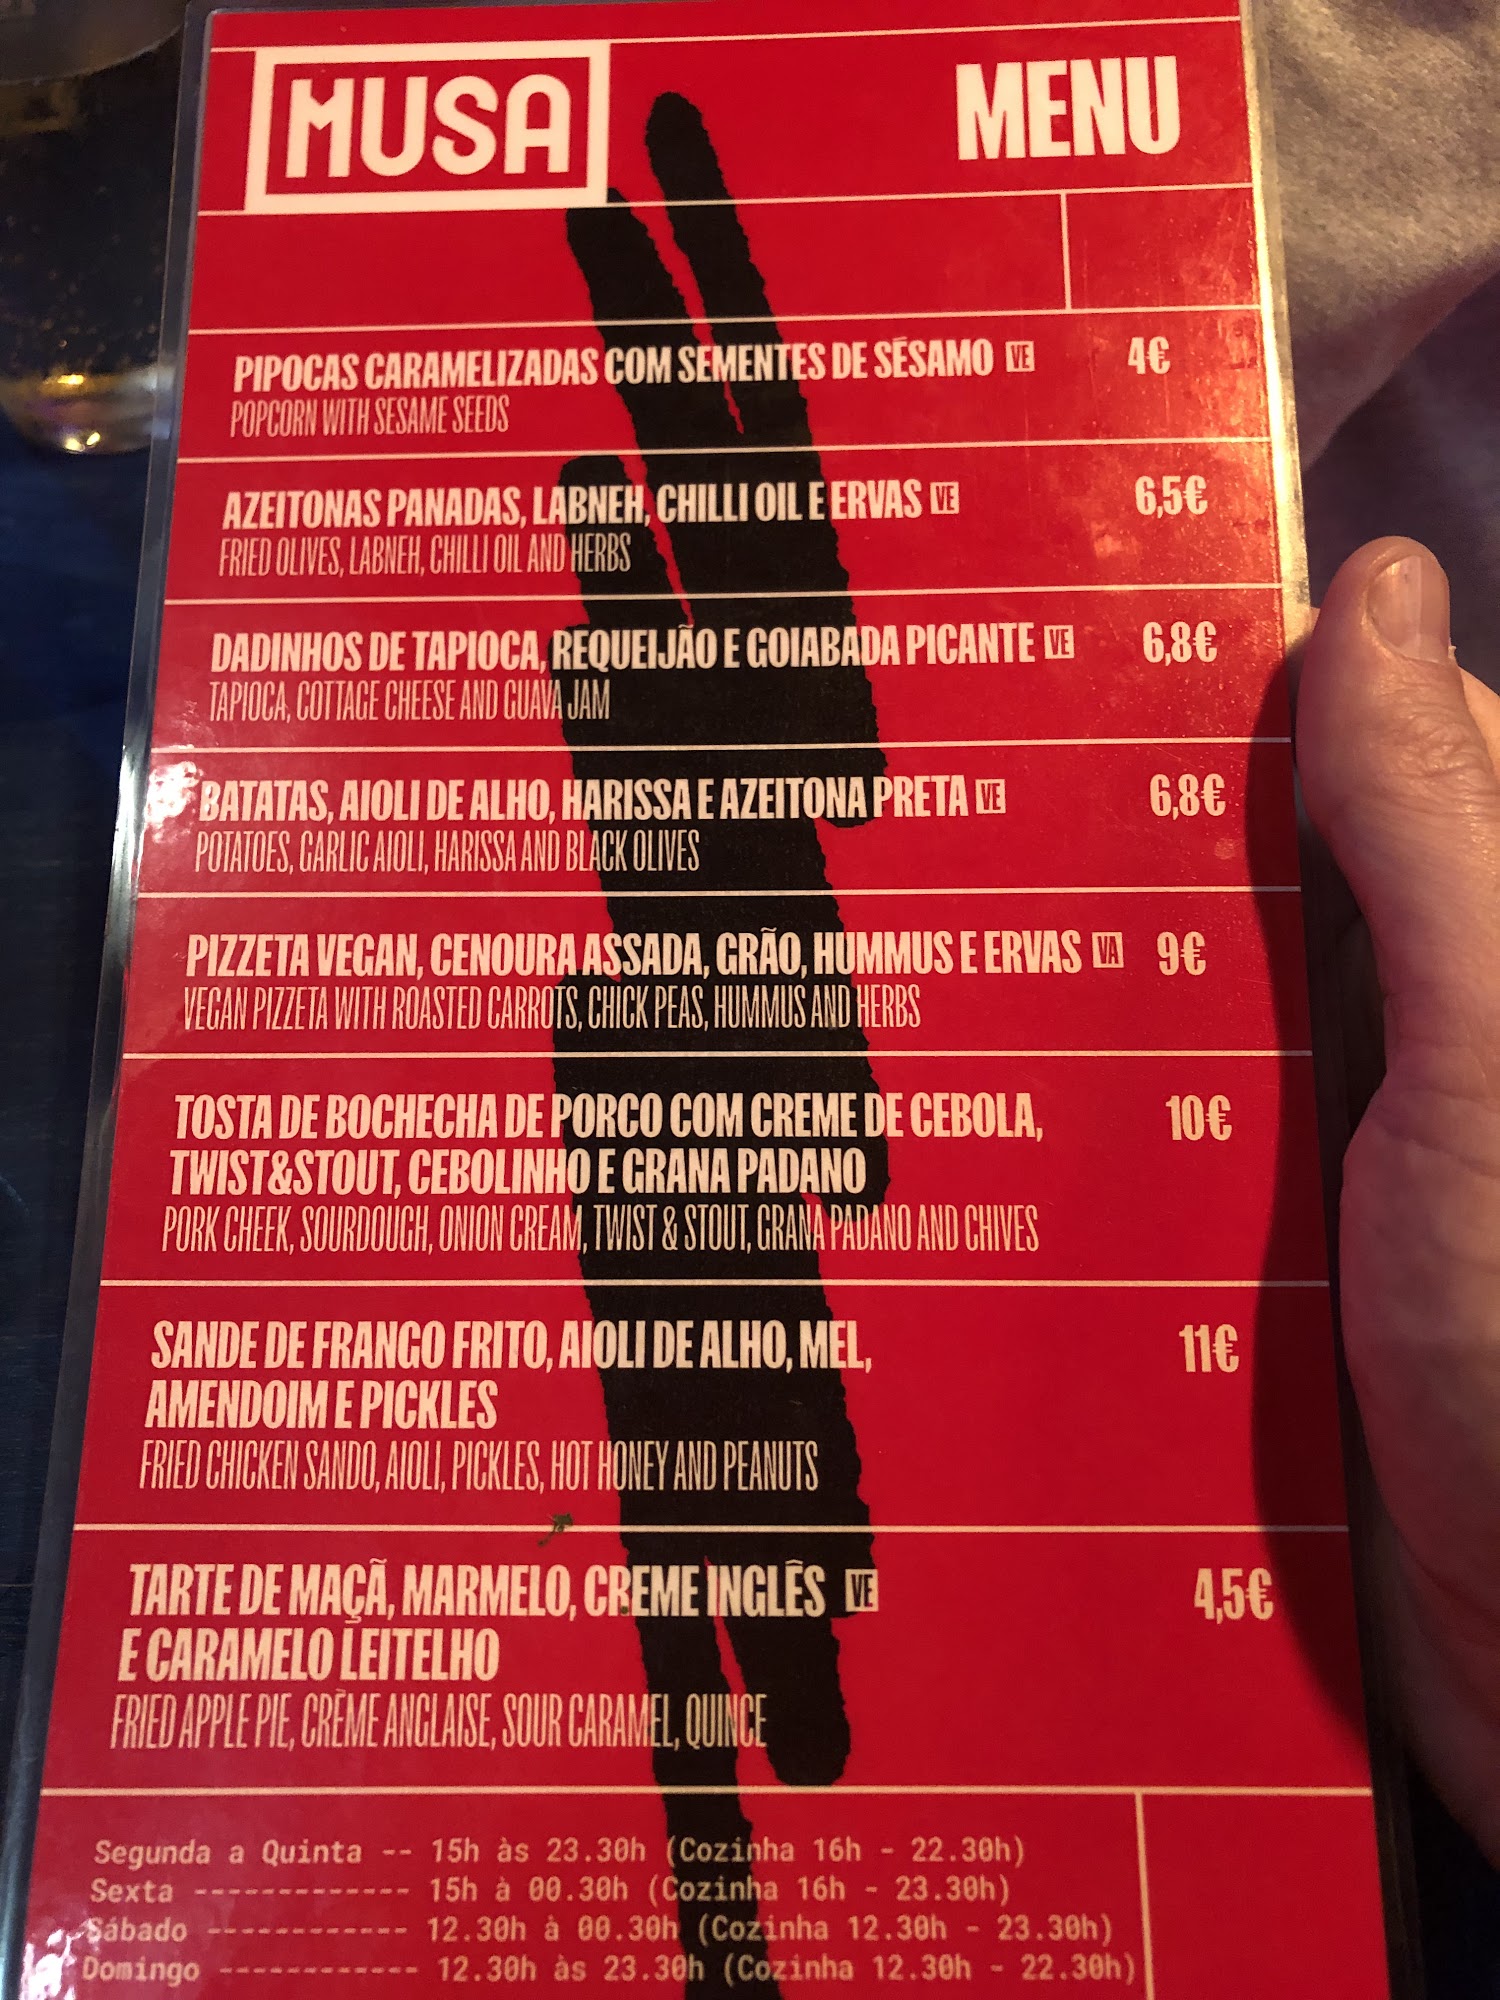 MUSA
MENU
PIPOCAS CARAMELIZADAS COM SEMENTES DE SÉSAMO VE 4€
POPCORN WITH SESAME SEEDS
AZEITONAS PANADAS, LABNEH, CHILLI OIL E ERVAS VE 6,5€
FRIED OLIVES, LABNEH, CHILLI OIL AND HERBS
DADINHOS DE TAPIOCA, REQUEIJÃO E GOIABADA PICANTE VE 6,8€
TAPIOCA, COTTAGE CHEESE AND GUAVA JAM
BATATAS, AIOLI DE ALHO, HARISSA E AZEITONA PRETA VE 6,8€
POTATOES, GARLIC AIOLI, HARISSA AND BLACK OLIVES
PIZZETA VEGAN, CENOURA ASSADA, GRÃO, HUMMUS E ERVAS VA 9€
VEGAN PIZZETA WITH ROASTED CARROTS, CHICK PEAS, HUMMUS AND HERBS
TOSTA DE BOCHECHA DE PORCO COM CREME DE CEBOLA, 10€
TWIST&STOUT, CEBOLINHO E GRANA PADANO
PORK CHEEK, SOURDOUGH, ONION CREAM, TWIST & STOUT, GRANA PADANO AND CHIVES
SANDE DE FRANGO FRITO, AIOLI DE ALHO, MEL, 11€
AMENDOIM E PICKLES
FRIED CHICKEN SANDO, AIOLI, PICKLES, HOT HONEY AND PEANUTS
TARTE DE MAÇÃ, MARMELO, CREME INGLÊS VE 4,5€
E CARAMELO LEITELHO
FRIED APPLE PIE, CRÈME ANGLAISE, SOUR CARAMEL, QUINCE
Segunda a Quinta -- 15h às 23.30h (Cozinha 16h - 22.30h)
Sexta ------------- 15h à 00.30h (Cozinha 16h - 23.30h)
Sábado ------------ 12.30h à 00.30h (Cozinha 12.30h - 23.30h)
Domingo ------------ 12.30h às 23.30h (Cozinha 12.30h - 22.30h)